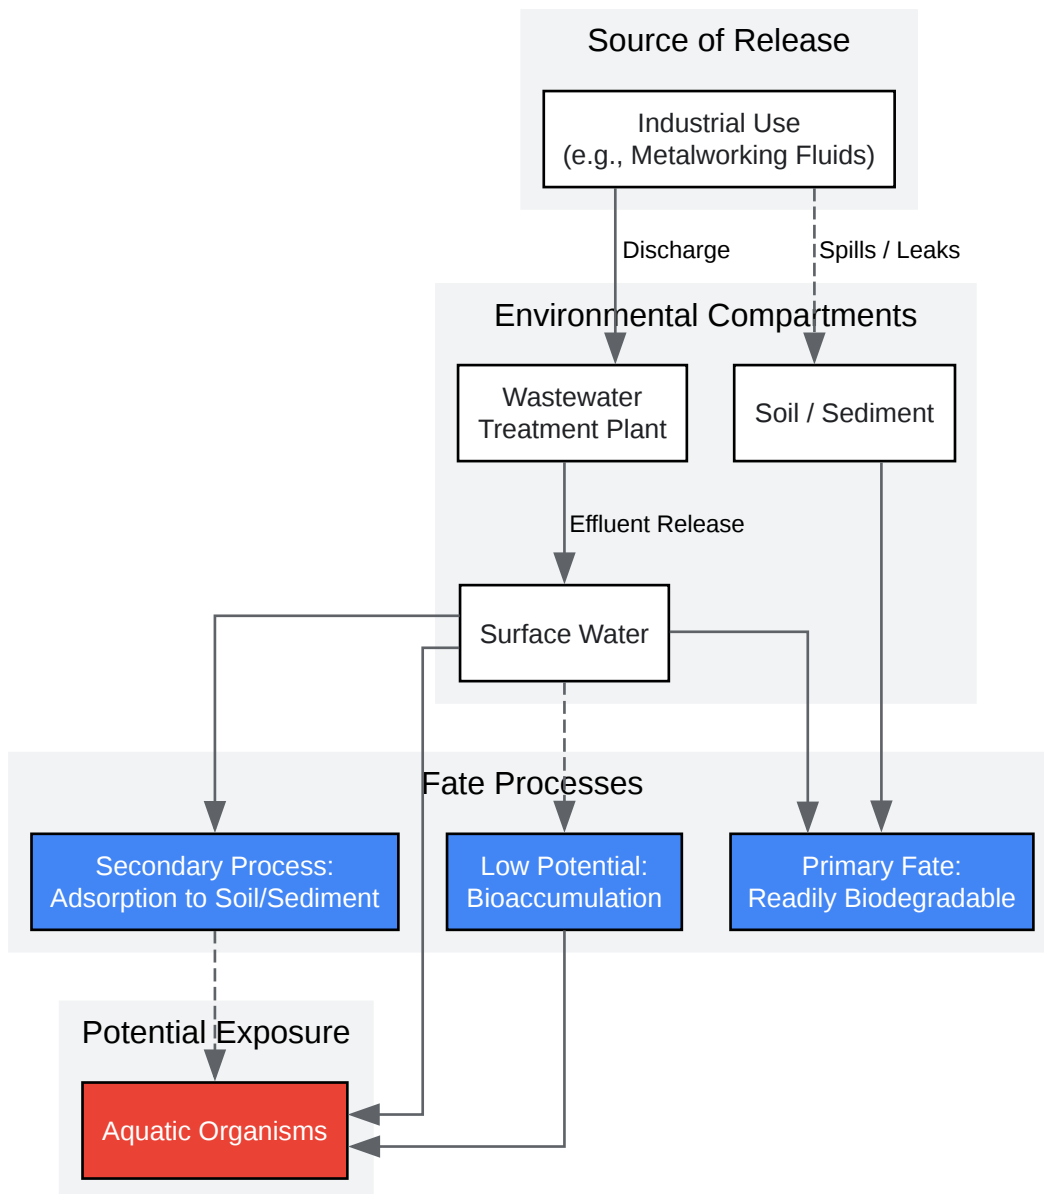 Source of Release
Industrial Use
(e.g., Metalworking Fluids)
Discharge
Spills / Leaks
Environmental Compartments
Wastewater
Treatment Plant
Soil / Sediment
Effluent Release
Surface Water
Fate Processes
Secondary Process:
Adsorption to Soil/Sediment
Low Potential:
Bioaccumulation
Primary Fate:
Readily Biodegradable
Potential Exposure
Aquatic Organisms